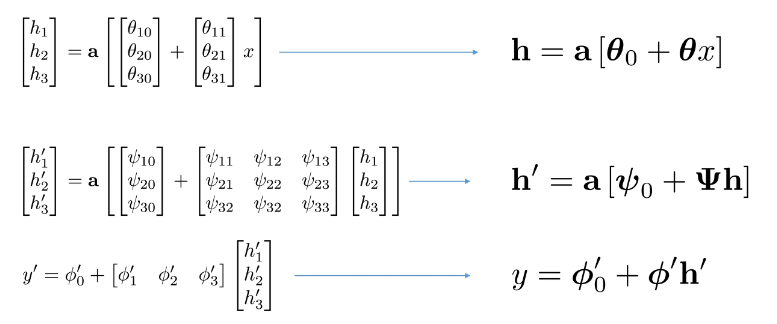 [h₁ h₂ h₃] = a [[θ₁₀ θ₂₀ θ₃₀] + [θ₁₁ θ₂₁ θ₃₁] x] → h = a[θ₀ + θx]
[h′₁ h′₂ h′₃] = a [[ψ₁₀ ψ₂₀ ψ₃₀] + [ψ₁₁ ψ₁₂ ψ₁₃; ψ₂₁ ψ₂₂ ψ₂₃; ψ₃₂ ψ₃₂ ψ₃₃] [h₁ h₂ h₃]] → h′ = a[ψ₀ + Ψh]
y′ = ϕ′₀ + [ϕ′₁ ϕ′₂ ϕ′₃] [h′₁ h′₂ h′₃] → y = ϕ′₀ + ϕ′h′